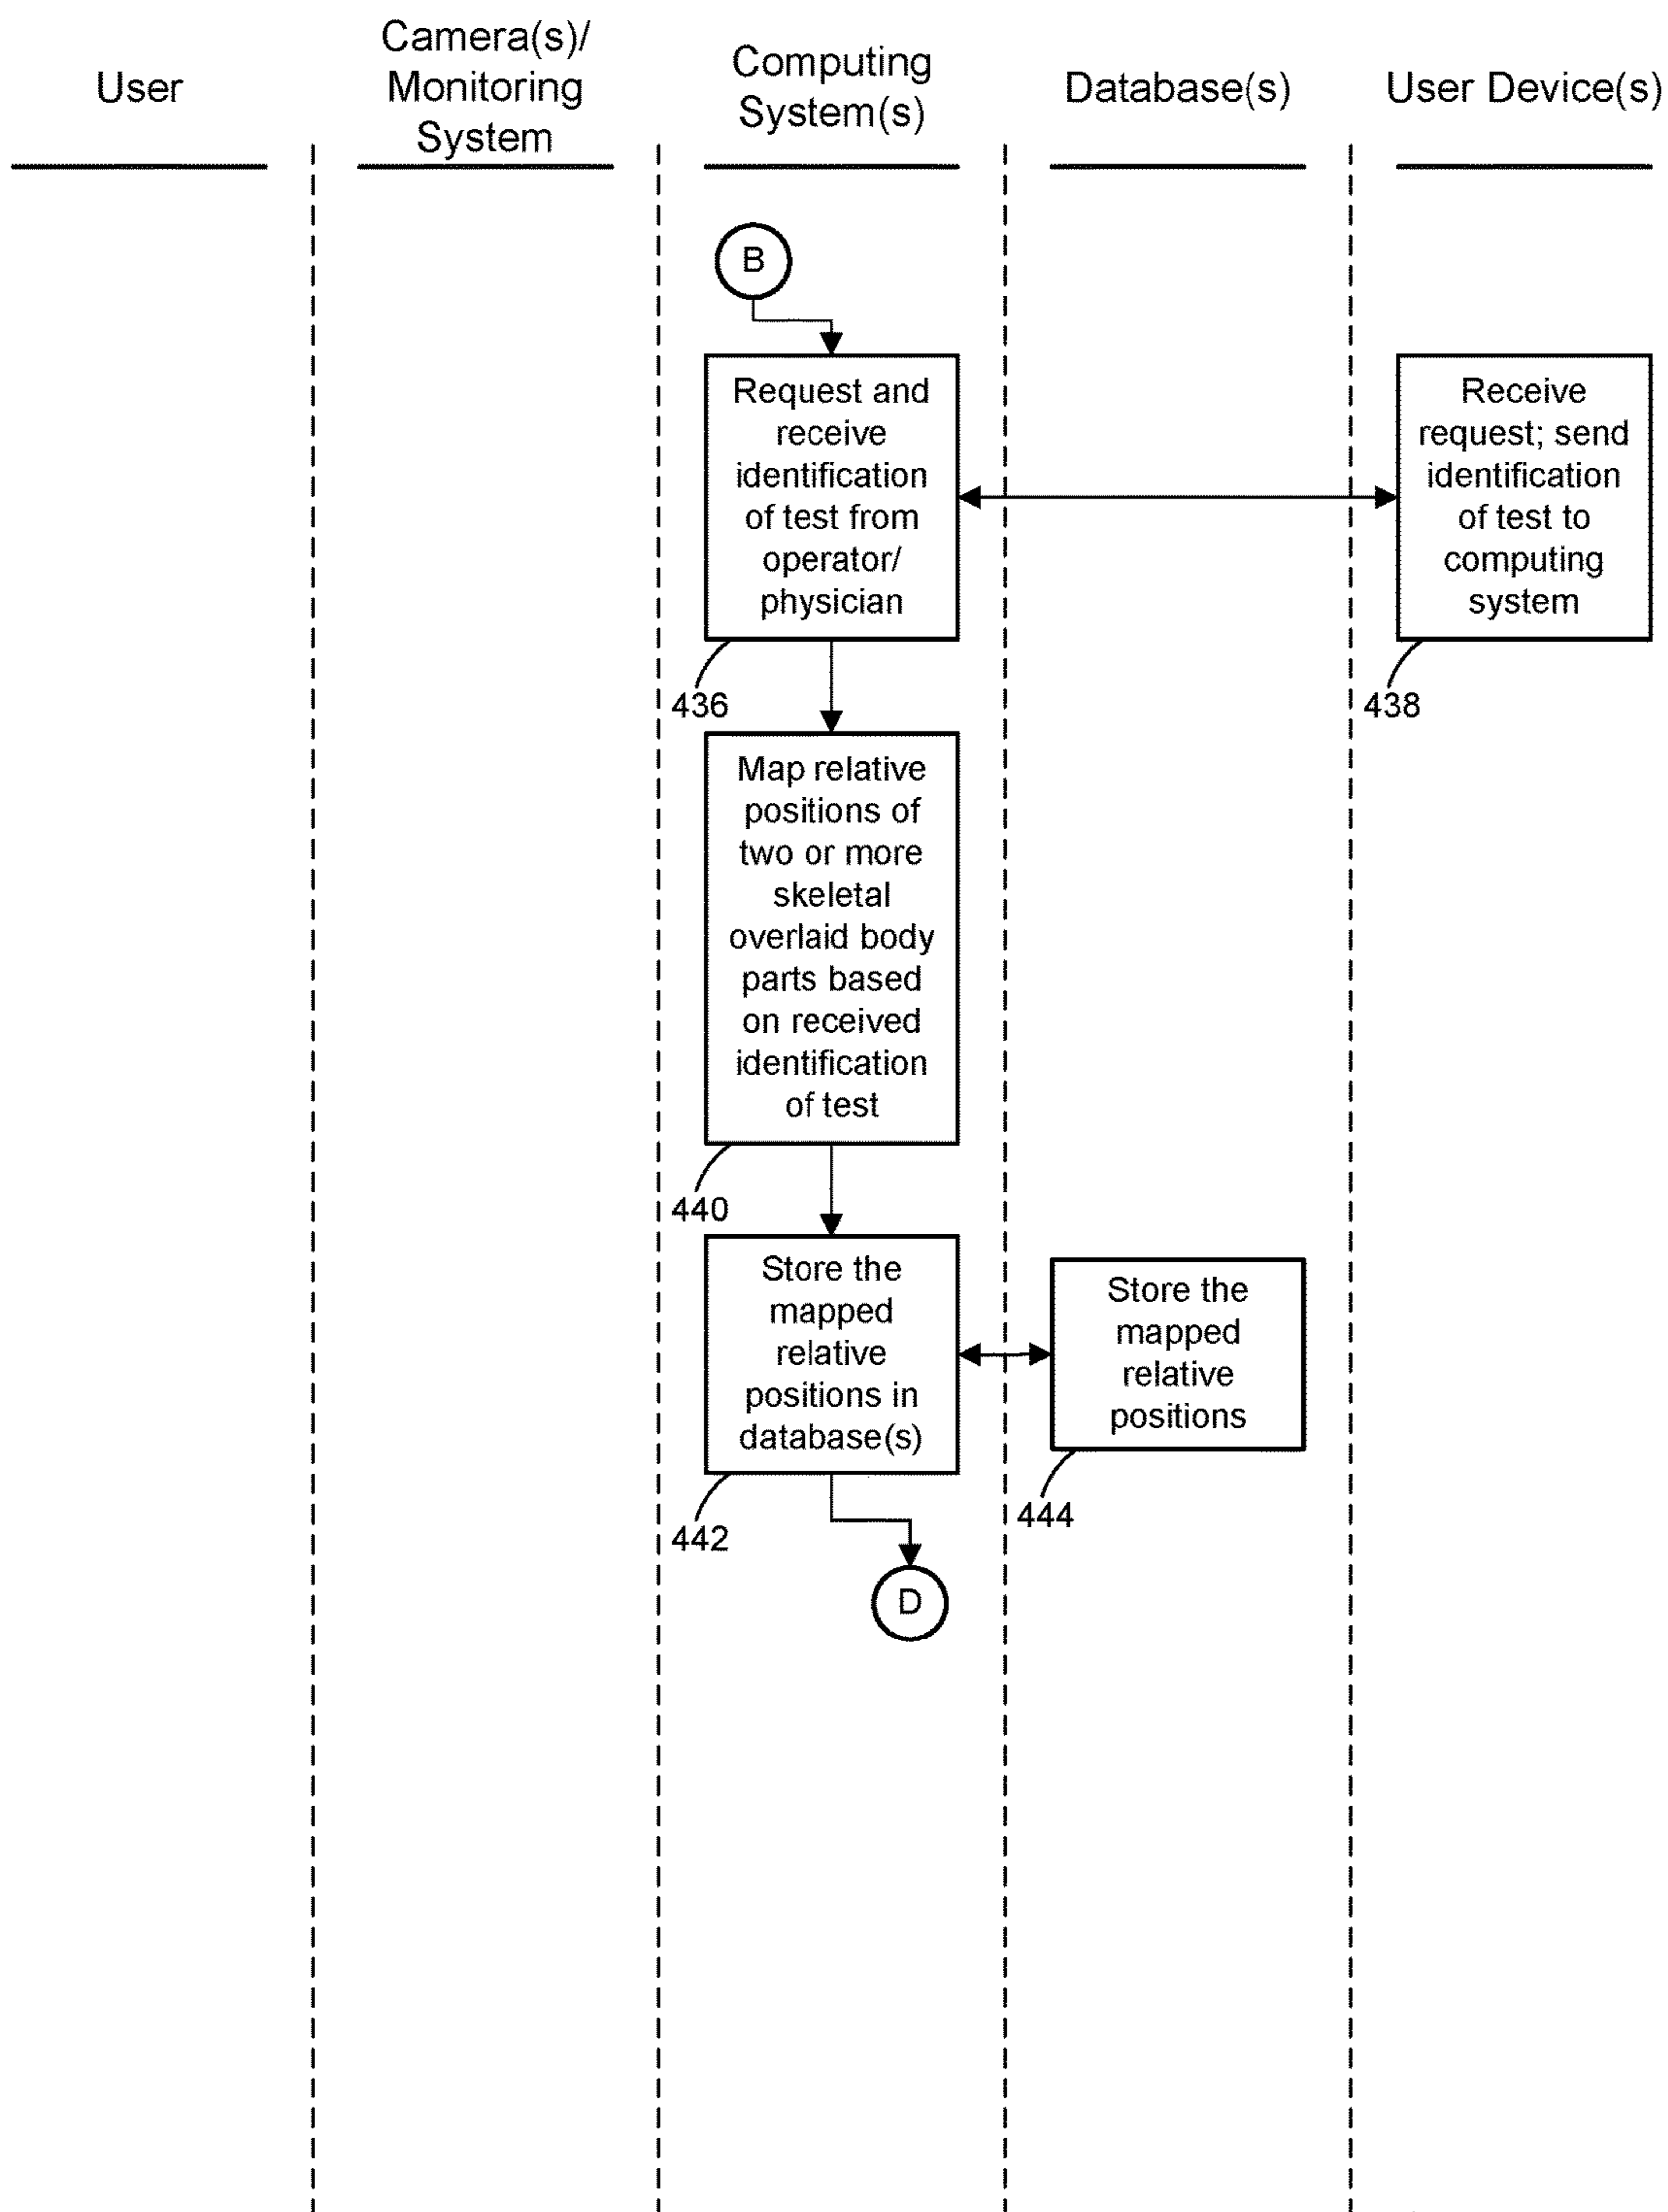 User
Camera(s)/
Monitoring
System
Computing
System(s)
Database(s)
User Device(s)
B
Request and
receive
identification
of test from
operator/
physician
436
Receive
request; send
identification
of test to
computing
system
438
Map relative
positions of
two or more
skeletal
overlaid body
parts based
on received
identification
of test
440
Store the
mapped
relative
positions in
database(s)
442
Store the
mapped
relative
positions
444
D